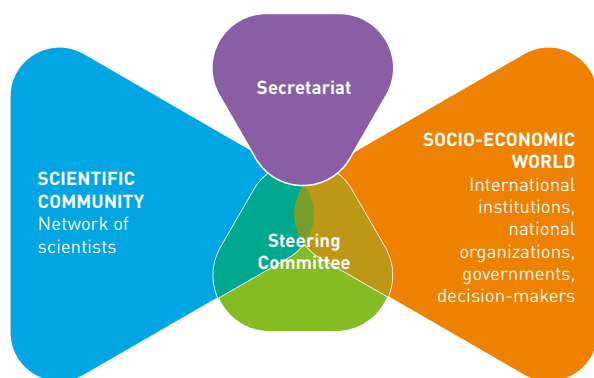 Secretariat
SCIENTIFIC
COMMUNITY
Network of
scientists
Steering
Committee
SOCIO-ECONOMIC
WORLD
International
institutions,
national
organizations,
governments,
decision-makers